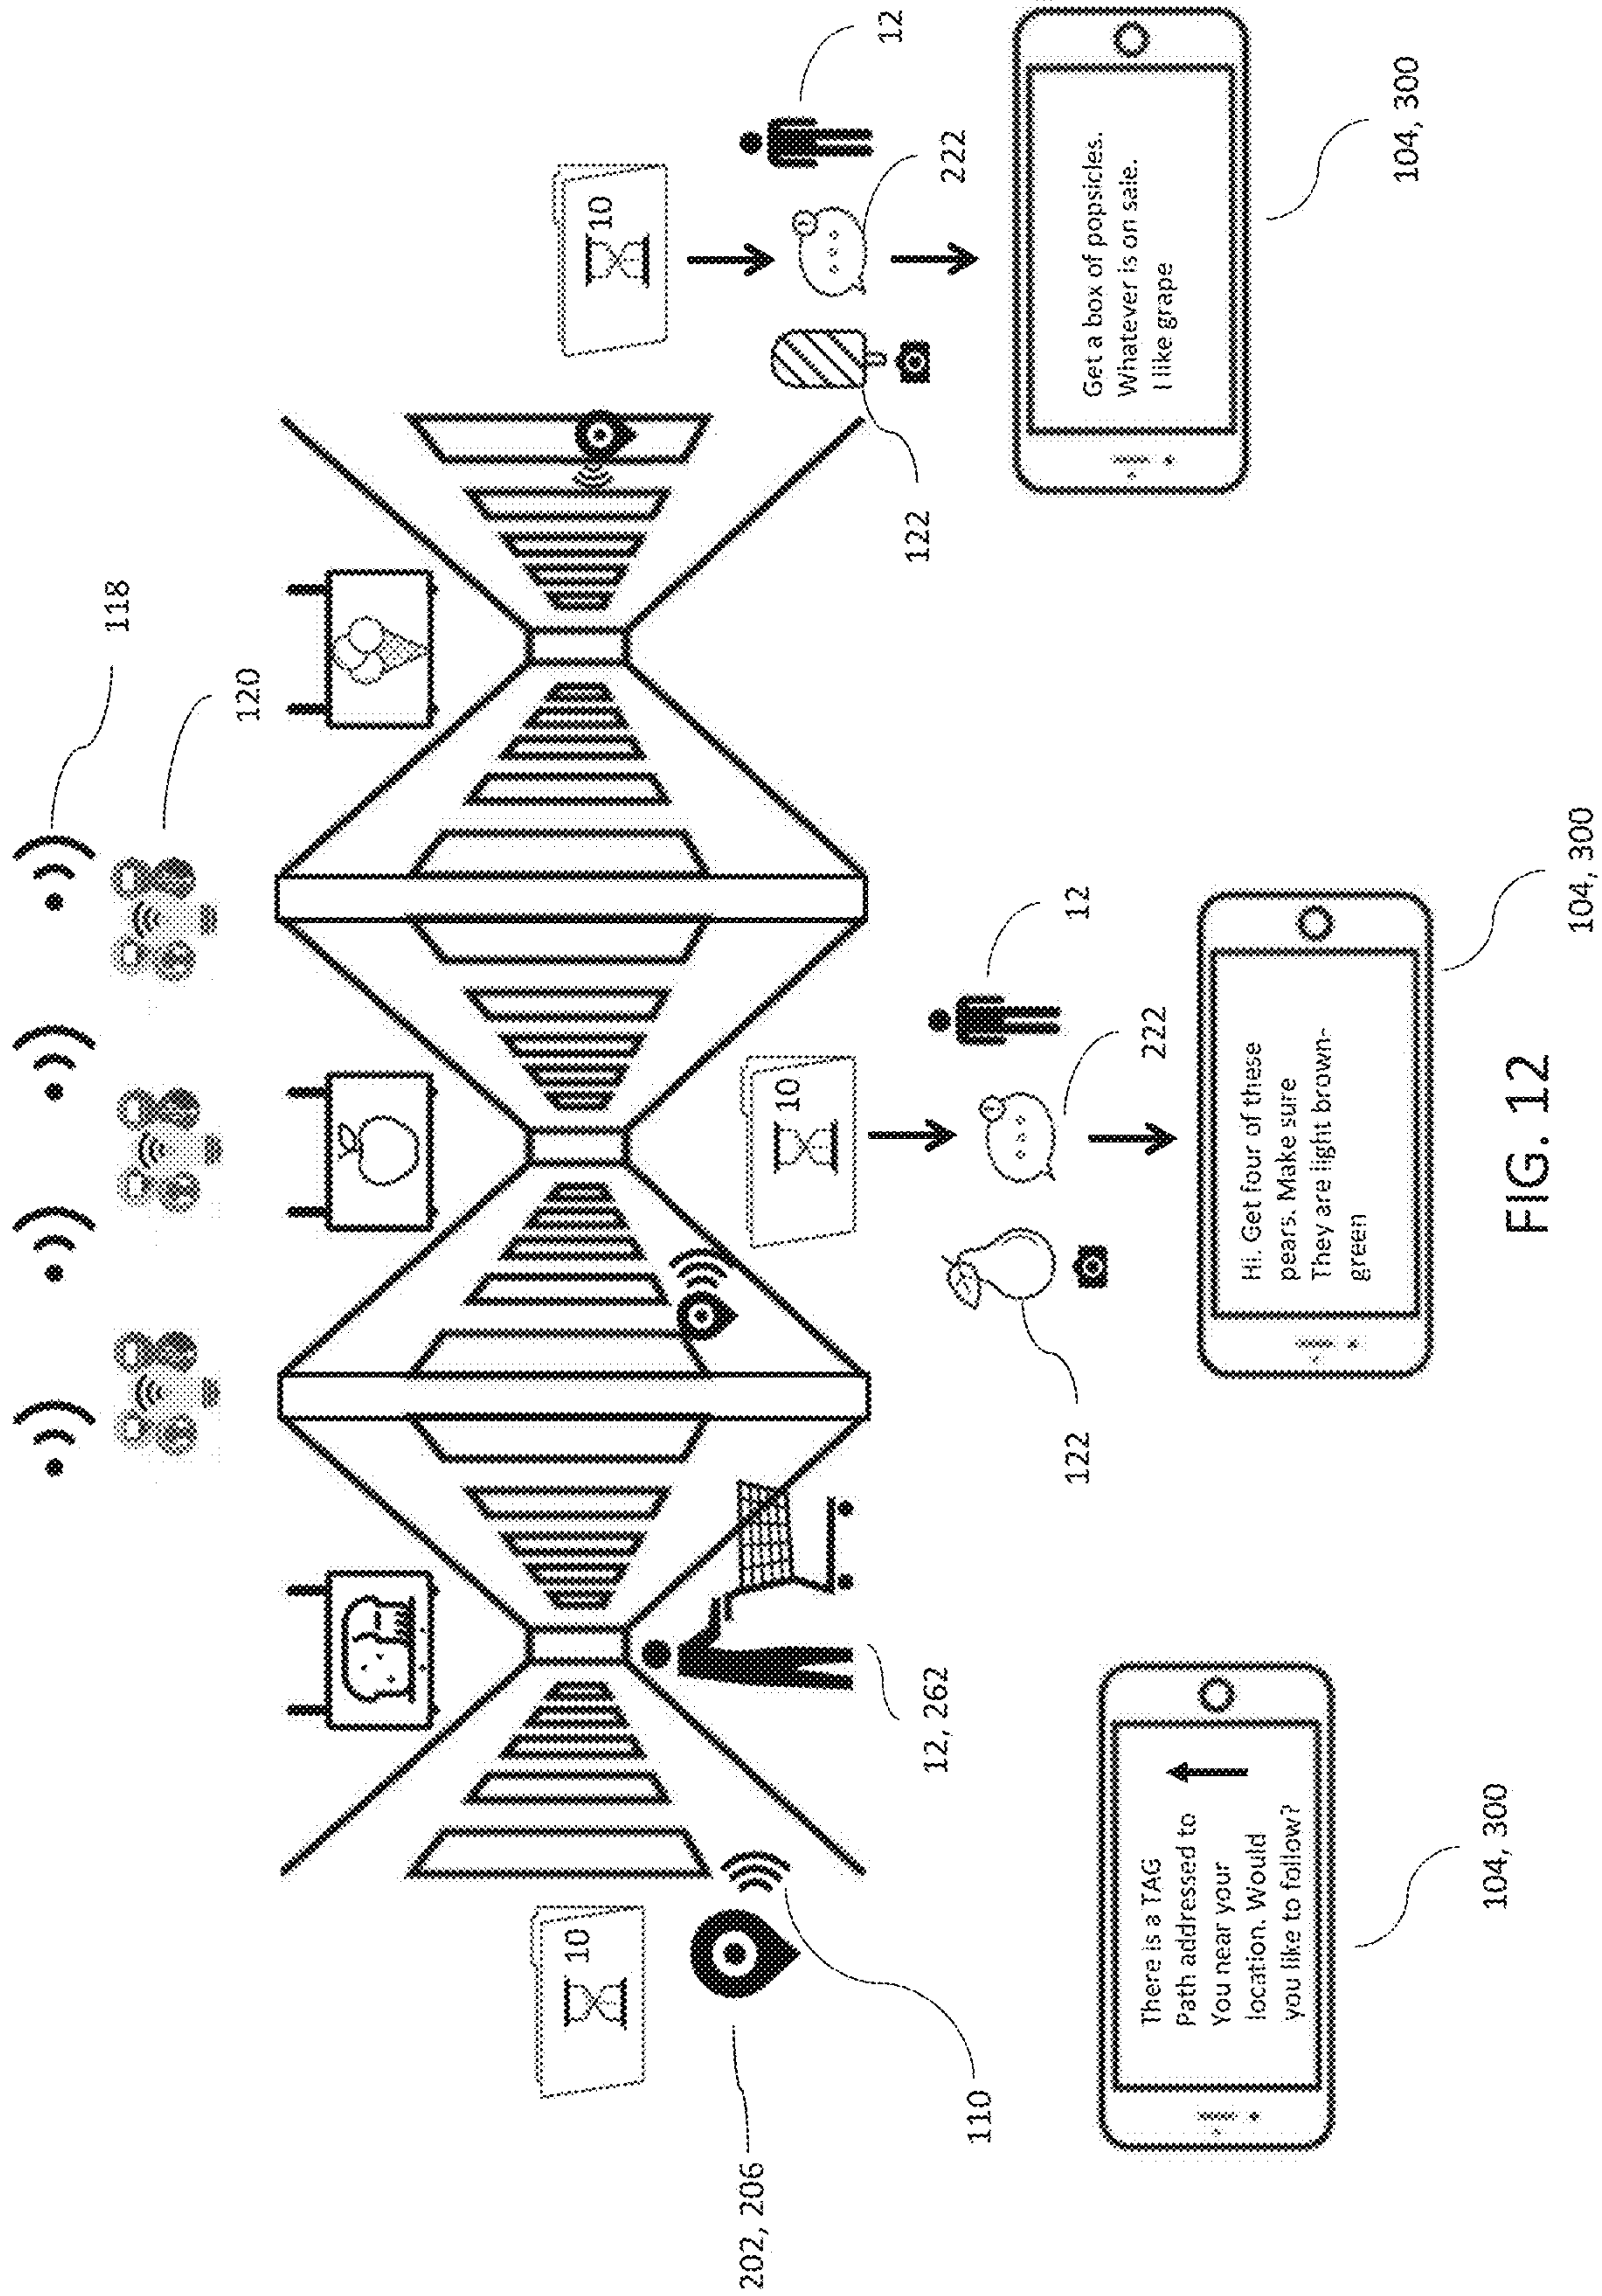 118
120
10
12
222
122
Get a box of popsicles.
Whatever is on sale.
I like grape
104, 300
10
12
222
122
Hi. Get four of these
pears. Make sure
They are light brown-
green
104, 300
12, 262
10
110
202, 206
There is a TAG
Path addressed to
You near your
location. Would
you like to follow?
104, 300
FIG. 12